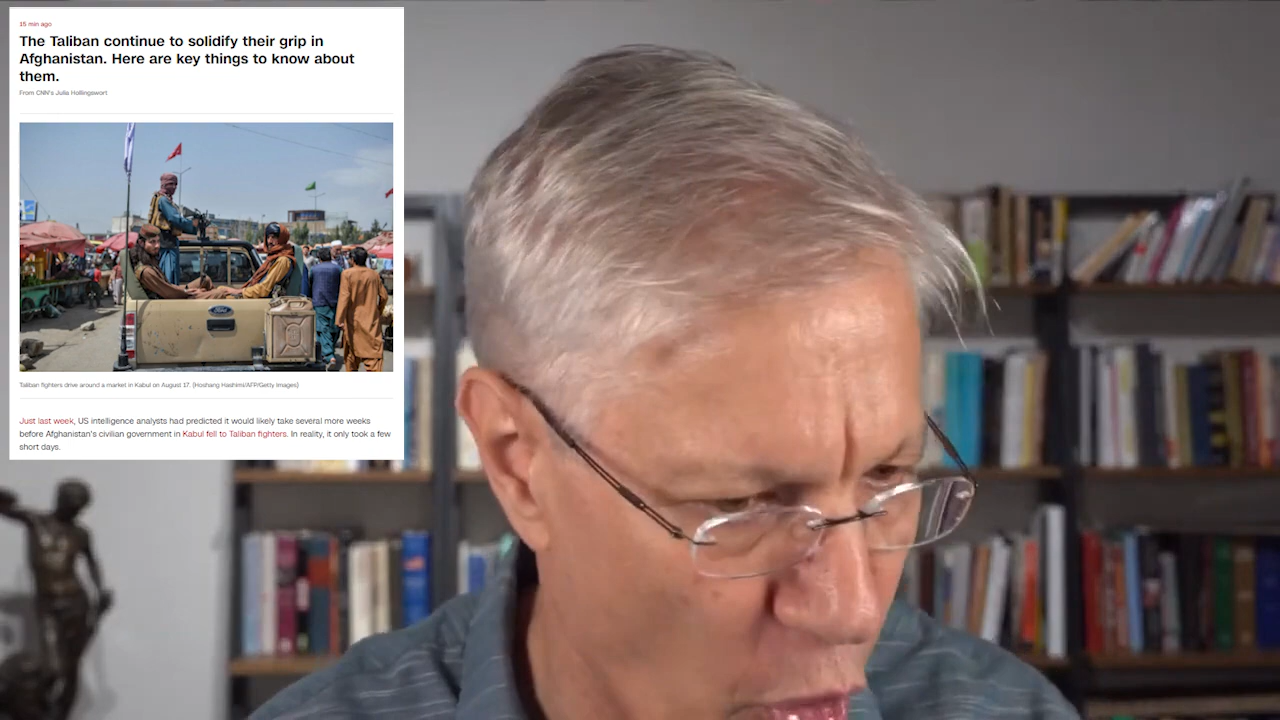 15 min ago
The Taliban continue to solidify their grip in
Afghanistan. Here are key things to know about
them.
From CNN's Julia Hollingswort
Taliban fighters drive around a market in Kabul on August 17. (Hoshang Hashimi/AFP/Getty Images)
Just last week, US intelligence analysts had predicted it would likely take several more weeks
before Afghanistan's civilian government in Kabul fell to Taliban fighters. In reality, it only took a few
short days.